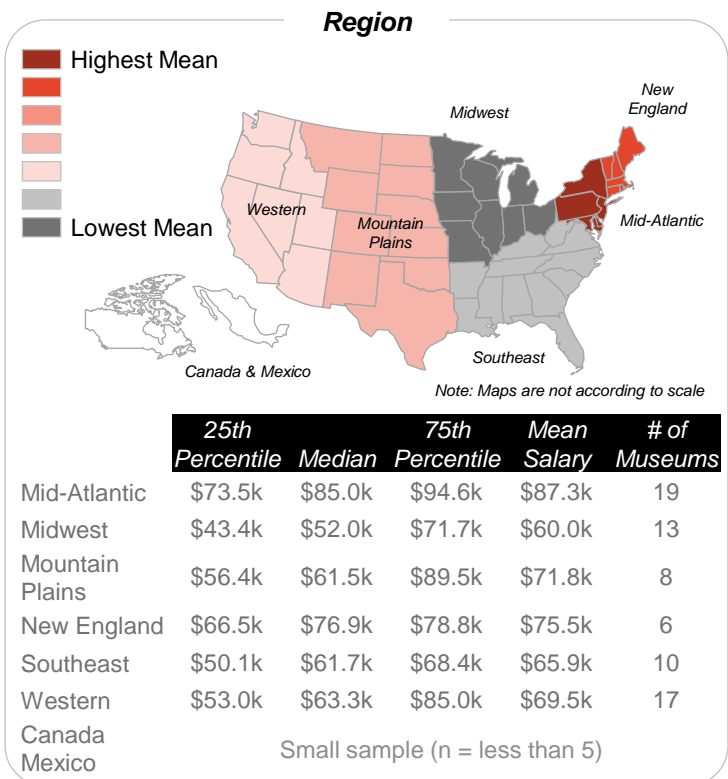 Region
Highest Mean
New
England
Midwest
Western
Mountain
Plains
Mid-Atlantic
Lowest Mean
Southeast
Canada & Mexico
Note: Maps are not according to scale
25th Percentile Median 75th Percentile Mean Salary # of Museums
Mid-Atlantic $73.5k $85.0k $94.6k $87.3k 19
Midwest $43.4k $52.0k $71.7k $60.0k 13
Mountain
Plains $56.4k $61.5k $89.5k $71.8k 8
New England $66.5k $76.9k $78.8k $75.5k 6
Southeast $50.1k $61.7k $68.4k $65.9k 10
Western $53.0k $63.3k $85.0k $69.5k 17
Canada
Mexico Small sample (n = less than 5)